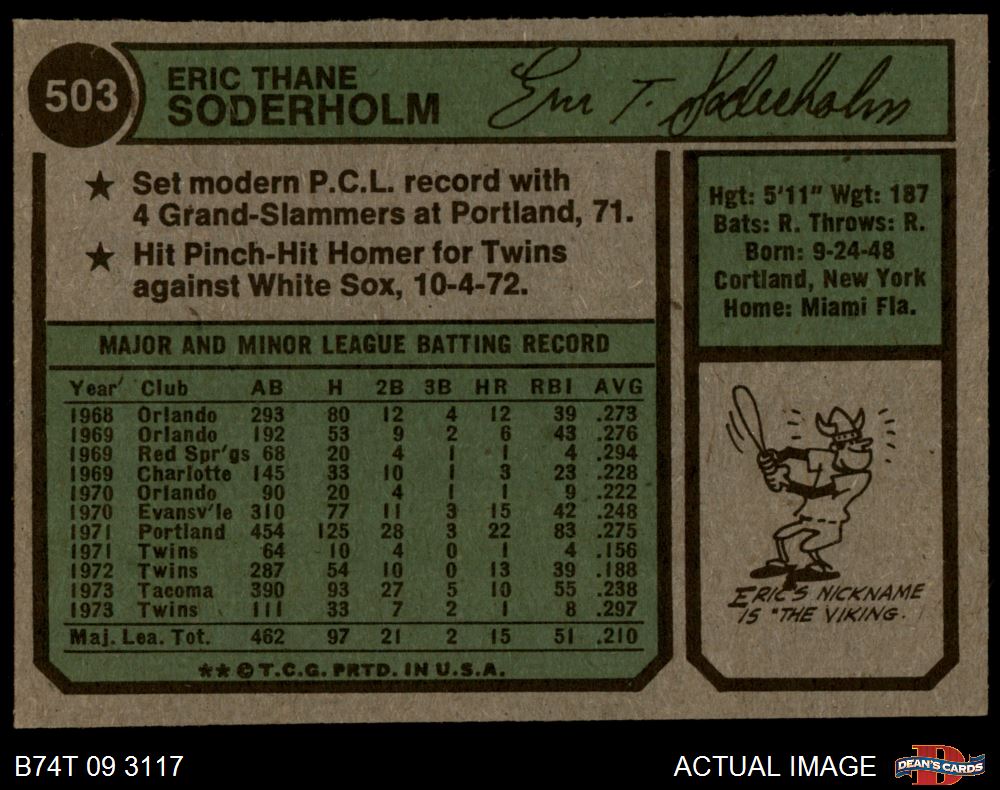 503
ERIC THANE
SODERHOLM
Eric T. Soderholm
★ Set modern P.C.L. record with
4 Grand-Slammers at Portland, 71.
★ Hit Pinch-Hit Homer for Twins
against White Sox, 10-4-72.
Hgt: 5'11" Wgt: 187
Bats: R. Throws: R.
Born: 9-24-48
Cortland, New York
Home: Miami Fla.
MAJOR AND MINOR LEAGUE BATTING RECORD
Year Club AB H 2B 3B HR RBI AVG
1968 Orlando 293 80 12 4 12 39 .273
1969 Orlando 192 53 9 2 6 43 .276
1969 Red Spr'gs 68 20 4 1 1 4 .294
1969 Charlotte 145 33 10 1 3 23 .228
1970 Orlando 90 20 4 1 1 9 .222
1970 Evansv'le 310 77 11 3 15 42 .248
1971 Portland 454 125 28 3 22 83 .275
1971 Twins 64 10 4 0 1 4 .156
1972 Twins 287 54 10 0 13 39 .188
1973 Tacoma 390 93 27 5 10 55 .238
1973 Twins 111 33 7 2 1 8 .297
Maj. Lea. Tot. 462 97 21 2 15 51 .210
★★ © T.C.G. PRTD. IN U.S.A.
ERIC'S NICKNAME
IS "THE VIKING.
B74T 09 3117
ACTUAL IMAGE
DEAN'S CARDS